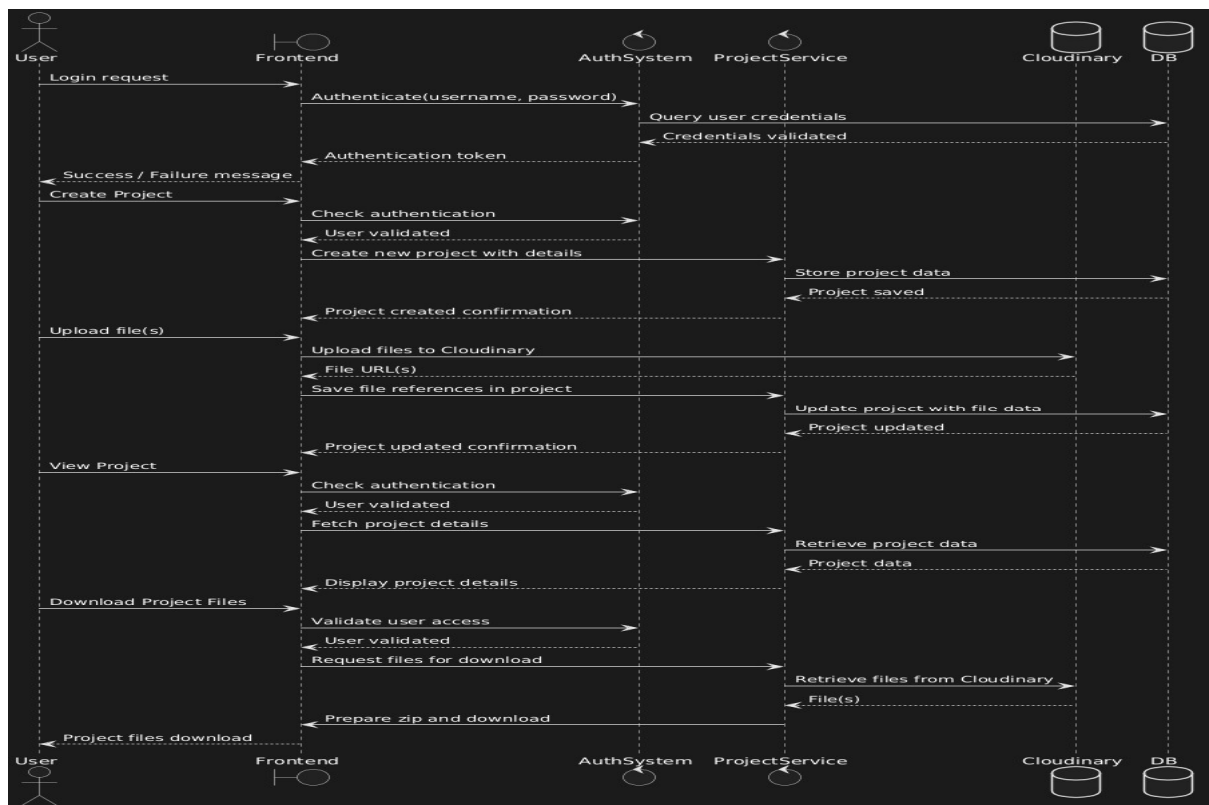 User Frontend AuthSystem ProjectService Cloudinary DB
Login request
Authenticate(username, password)
Query user credentials
Credentials validated
Authentication token
Success / Failure message
Create Project
Check authentication
User validated
Create new project with details
Store project data
Project saved
Project created confirmation
Upload file(s)
Upload files to Cloudinary
File URL(s)
Save file references in project
Update project with file data
Project updated
Project updated confirmation
View Project
Check authentication
User validated
Fetch project details
Retrieve project data
Project data
Display project details
Download Project Files
Validate user access
User validated
Request files for download
Retrieve files from Cloudinary
File(s)
Prepare zip and download
Project files download
User Frontend AuthSystem ProjectService Cloudinary DB